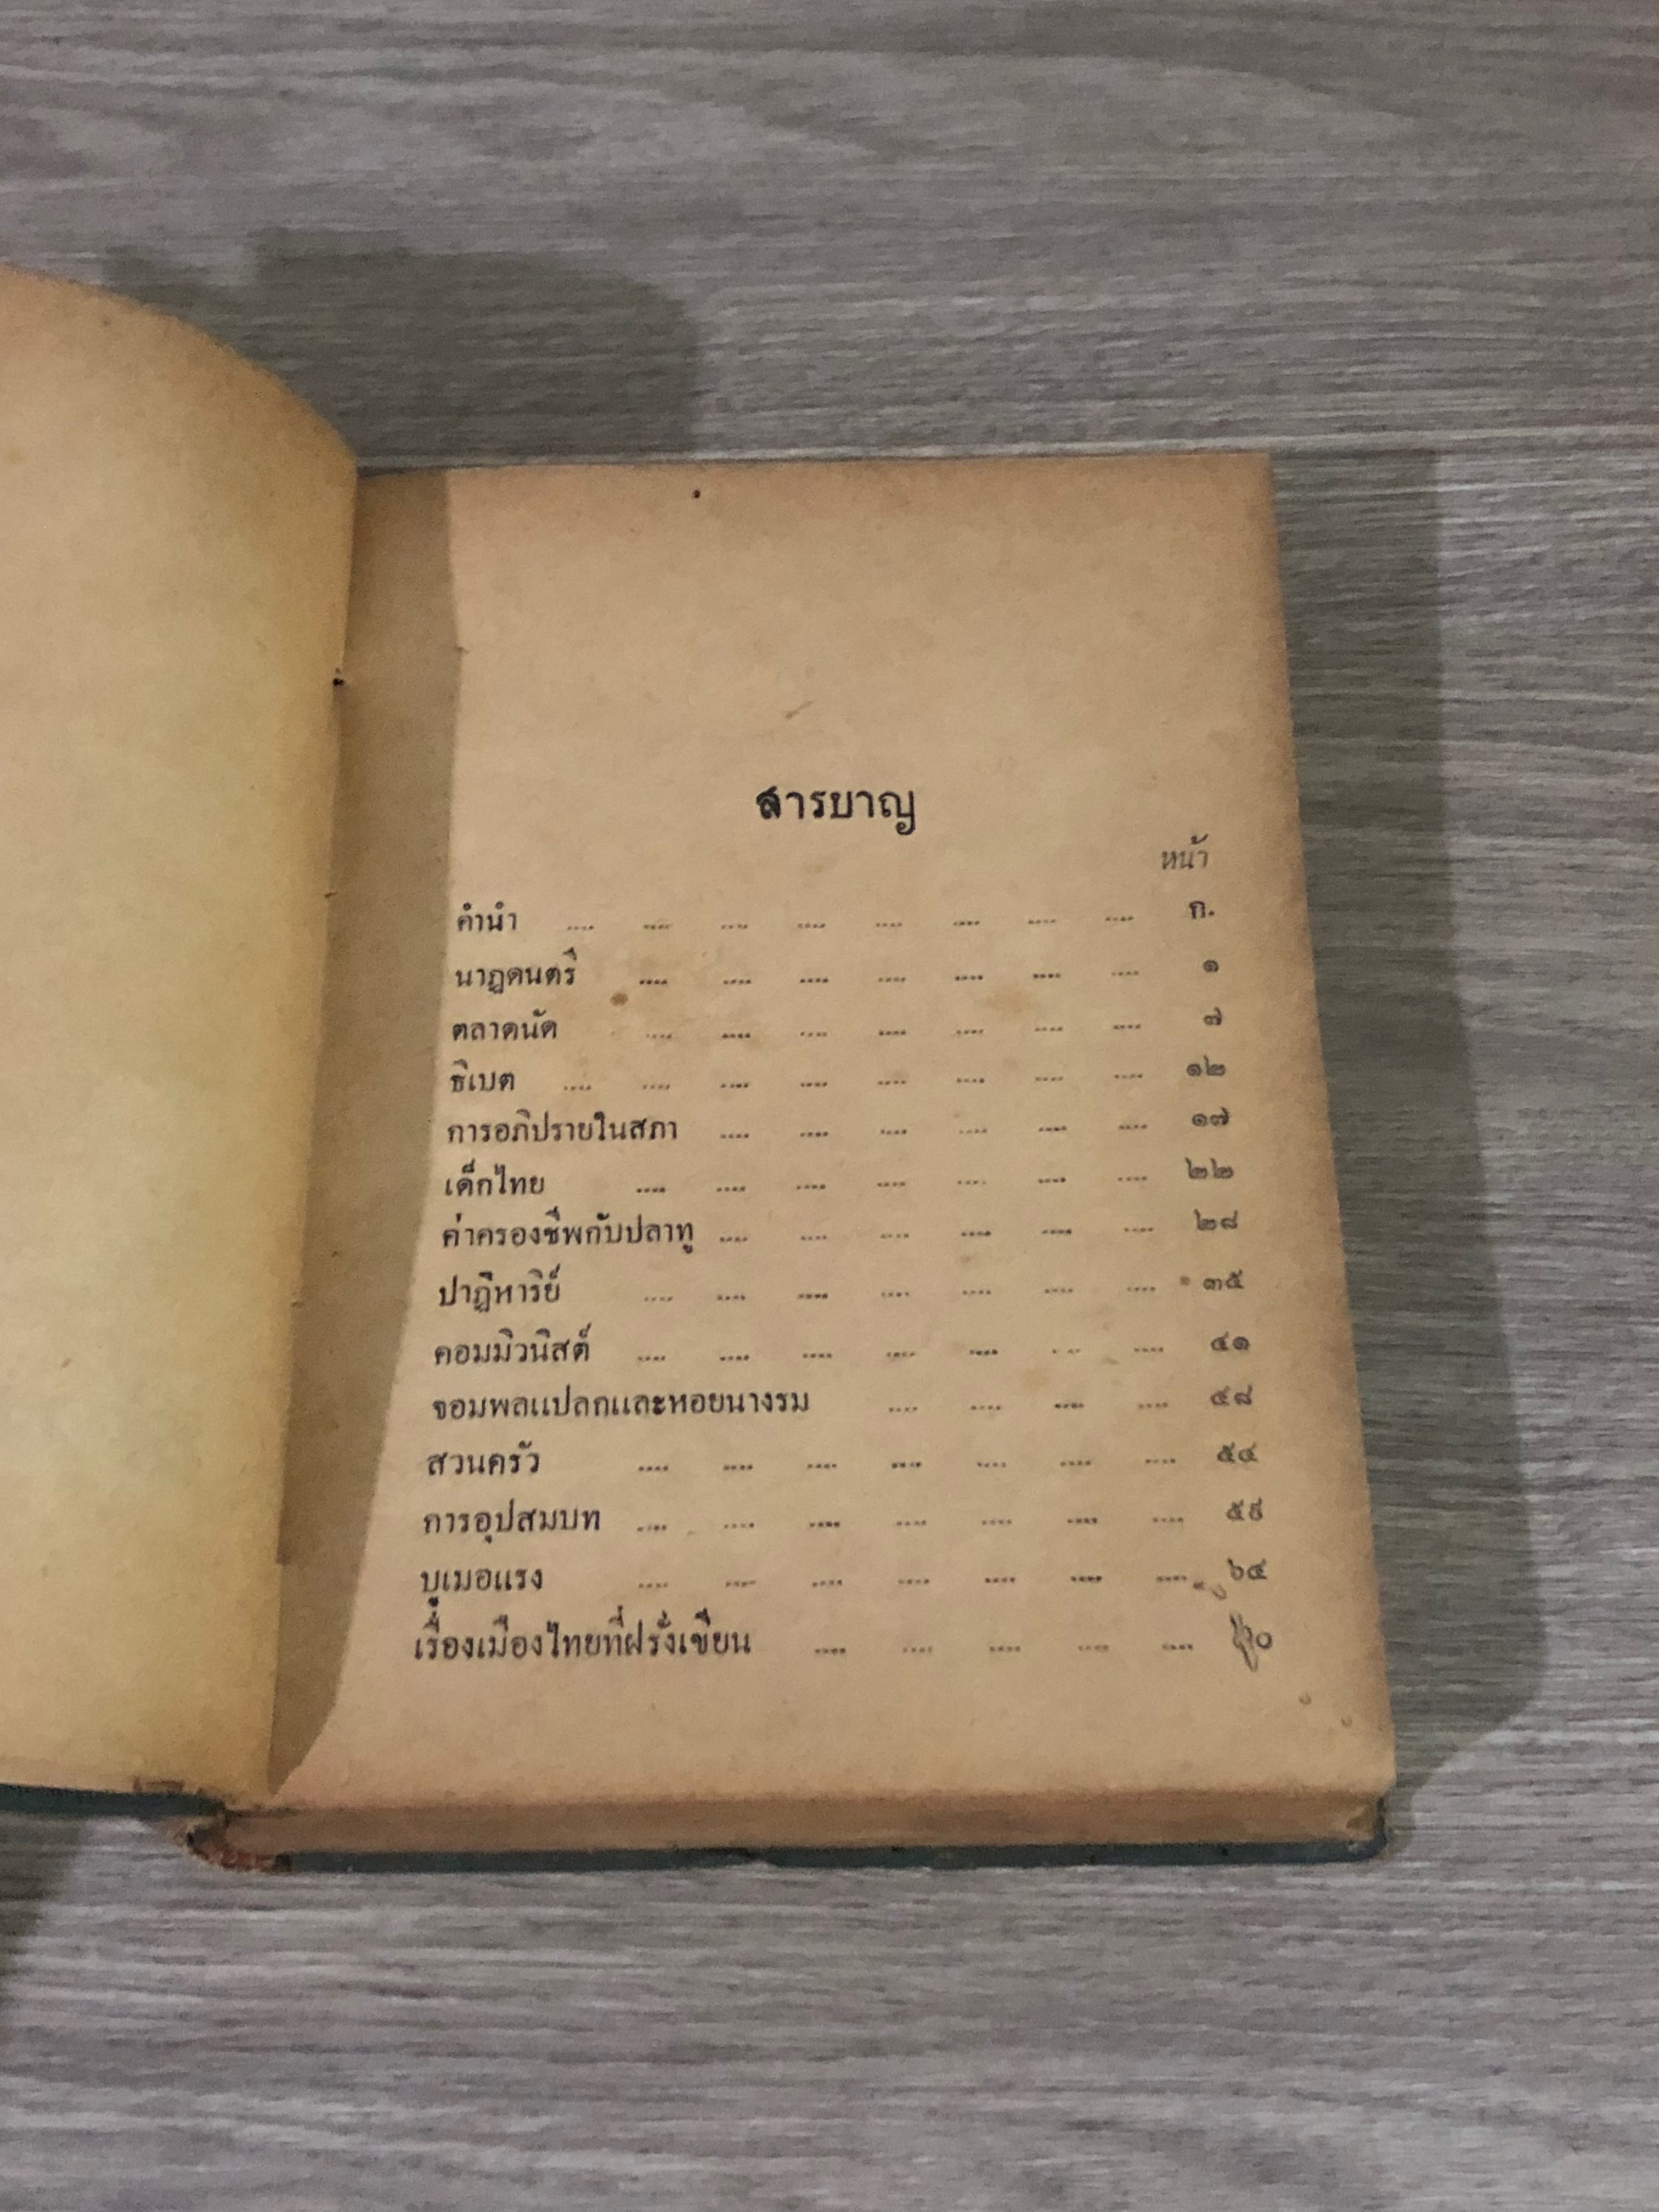 สารบาญ
หน้า
คำนำ .... .... .... .... .... .... .... .... ก.
นาฏดนตรี .... .... .... .... .... .... .... ๑
ตลาดนัด .... .... .... .... .... .... .... ๗
ธิเบต .... .... .... .... .... .... .... .... ๑๒
การอภิปรายในสภา .... .... .... .... .... .... ๑๗
เด็กไทย .... .... .... .... .... .... .... ๒๒
ค่าครองชีพกับปลาทู .... .... .... .... .... .... ๒๘
ปาฏิหาริย์ .... .... .... .... .... .... .... ๓๕
คอมมิวนิสต์ .... .... .... .... .... .... .... ๔๑
จอมพลแปลกและหอยนางรม .... .... .... .... ๔๘
สวนครัว .... .... .... .... .... .... .... ๕๔
การอุปสมบท .... .... .... .... .... .... .... ๕๙
บูเมอแรง .... .... .... .... .... .... .... ๖๔
เรื่องเมืองไทยที่ฝรั่งเขียน .... .... .... .... ....